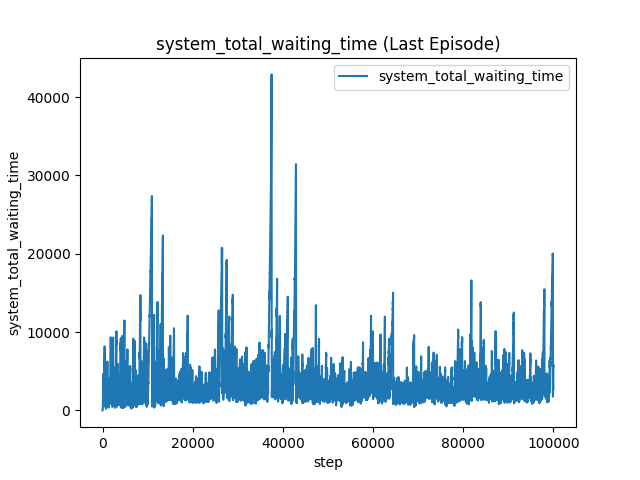 system_total_waiting_time (Last Episode)
system_total_waiting_time
40000
30000
20000
10000
0
system_total_waiting_time
0 20000 40000 60000 80000 100000
step